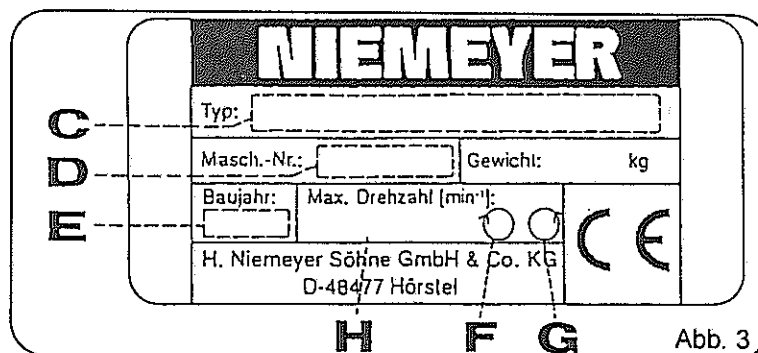 NIEMEYER
C Typ:
D Masch.-Nr.: Gewicht: kg
E Baujahr: Max. Drehzahl [min⁻¹]:
CE
H. Niemeyer Söhne GmbH & Co. KG
D-48477 Hörstel
H F G Abb. 3